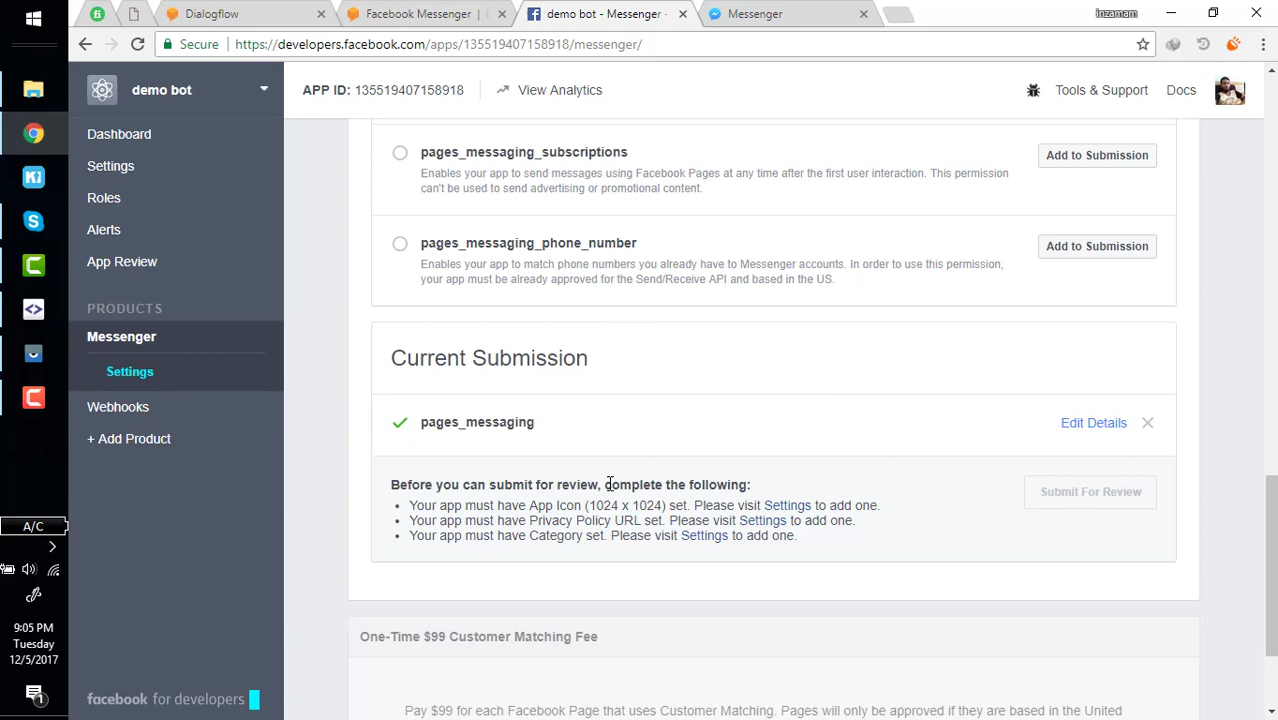 Dialogflow
Facebook Messenger
demo bot - Messenger -
Messenger
inzamam
Secure
https://developers.facebook.com/apps/135519407158918/messenger/
demo bot
APP ID: 135519407158918
View Analytics
Tools & Support
Docs
Dashboard
Settings
Roles
Alerts
App Review
PRODUCTS
Messenger
Settings
Webhooks
+ Add Product
facebook for developers
pages_messaging_subscriptions
Add to Submission
Enables your app to send messages using Facebook Pages at any time after the first user interaction. This permission
can't be used to send advertising or promotional content.
pages_messaging_phone_number
Add to Submission
Enables your app to match phone numbers you already have to Messenger accounts. In order to use this permission,
your app must be already approved for the Send/Receive API and based in the US.
Current Submission
pages_messaging
Edit Details
Before you can submit for review, complete the following:
Submit For Review
• Your app must have App Icon (1024 x 1024) set. Please visit Settings to add one.
• Your app must have Privacy Policy URL set. Please visit Settings to add one.
• Your app must have Category set. Please visit Settings to add one.
One-Time $99 Customer Matching Fee
Pay $99 for each Facebook Page that uses Customer Matching. Pages will only be approved if they are based in the United
A/C
9:05 PM
Tuesday
12/5/2017
1